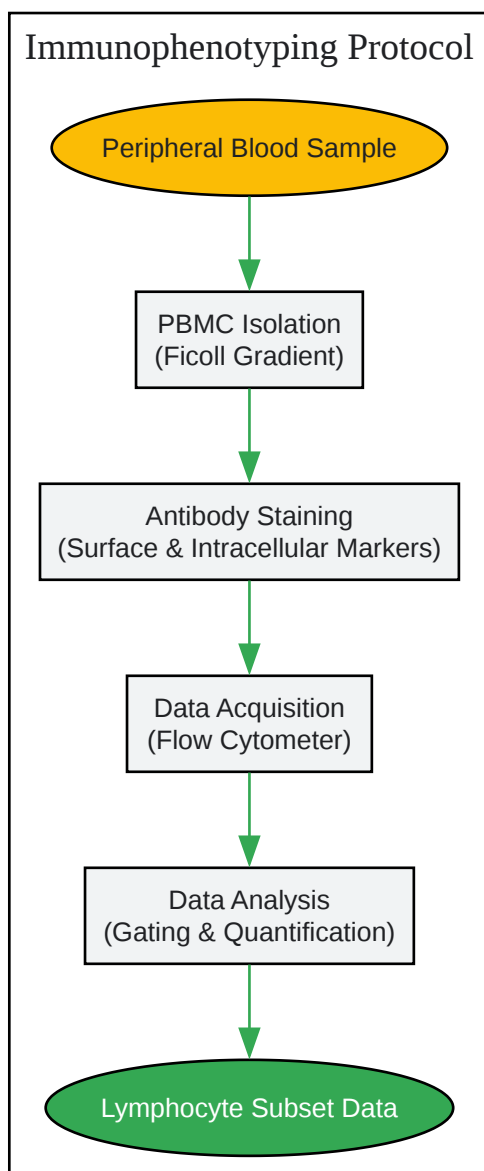 Immunophenotyping Protocol
Peripheral Blood Sample
PBMC Isolation
(Ficoll Gradient)
Antibody Staining
(Surface & Intracellular Markers)
Data Acquisition
(Flow Cytometer)
Data Analysis
(Gating & Quantification)
Lymphocyte Subset Data